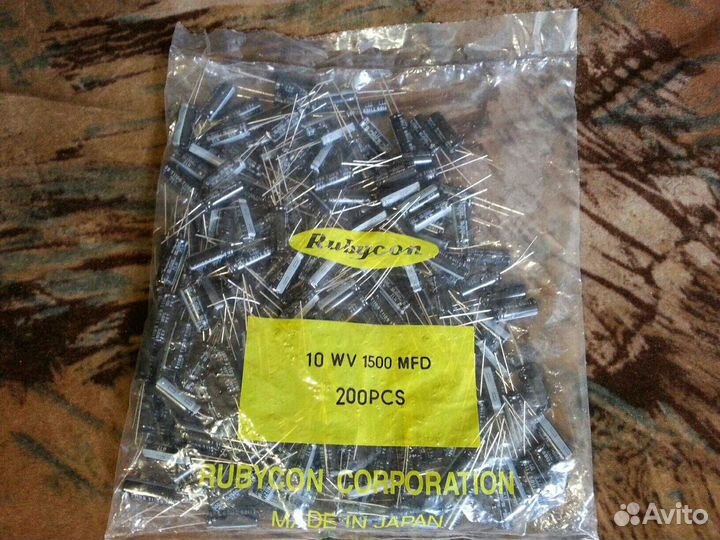 Rubycon
10 WV 1500 MFD
200PCS
RUBYCON CORPORATION
MADE IN JAPAN
Avito